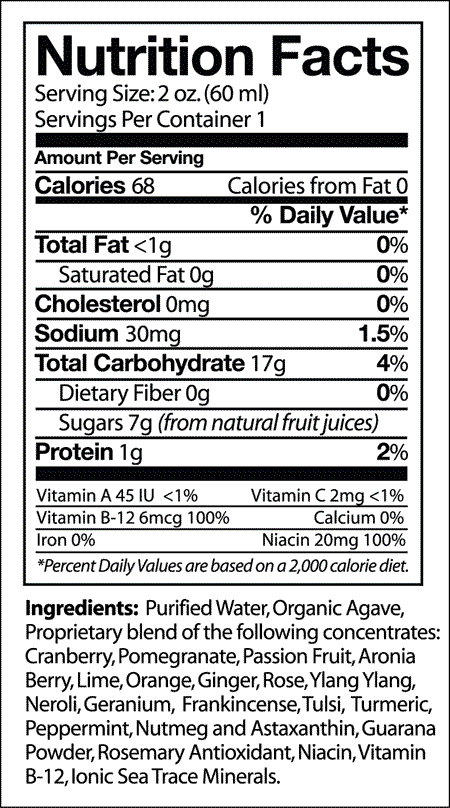 Nutrition Facts
Serving Size: 2 oz. (60 ml)
Servings Per Container 1
Amount Per Serving
Calories 68 Calories from Fat 0
% Daily Value*
Total Fat <1g 0%
Saturated Fat 0g 0%
Cholesterol 0mg 0%
Sodium 30mg 1.5%
Total Carbohydrate 17g 4%
Dietary Fiber 0g 0%
Sugars 7g (from natural fruit juices)
Protein 1g 2%
Vitamin A 45 IU <1% Vitamin C 2mg <1%
Vitamin B-12 6mcg 100% Calcium 0%
Iron 0% Niacin 20mg 100%
*Percent Daily Values are based on a 2,000 calorie diet.
Ingredients: Purified Water, Organic Agave,
Proprietary blend of the following concentrates:
Cranberry, Pomegranate, Passion Fruit, Aronia
Berry, Lime, Orange, Ginger, Rose, Ylang Ylang,
Neroli, Geranium, Frankincense, Tulsi, Turmeric,
Peppermint, Nutmeg and Astaxanthin, Guarana
Powder, Rosemary Antioxidant, Niacin, Vitamin
B-12, Ionic Sea Trace Minerals.